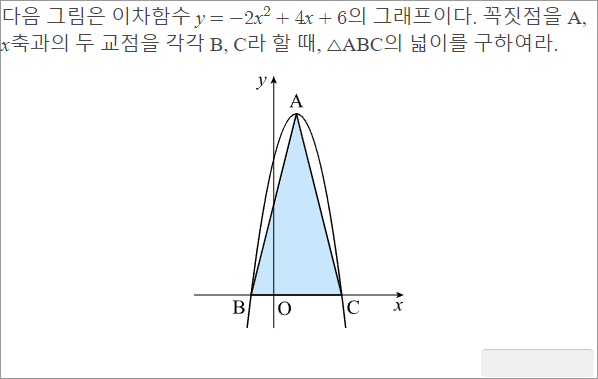 다음 그림은 이차함수 y = −2x² + 4x + 6의 그래프이다. 꼭짓점을 A,
x축과의 두 교점을 각각 B, C라 할 때, △ABC의 넓이를 구하여라.
y
A
B
O
C
x